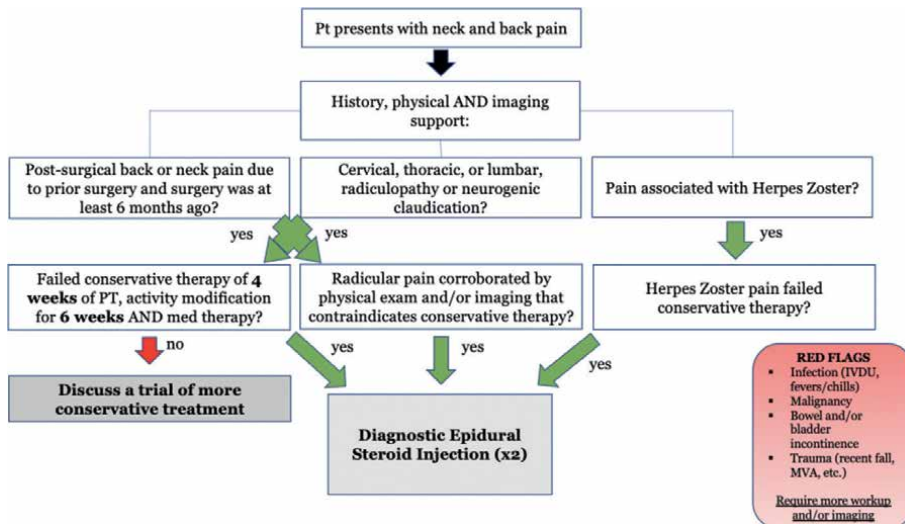 Pt presents with neck and back pain
History, physical AND imaging
support:
Post-surgical back or neck pain due
to prior surgery and surgery was at
least 6 months ago?
Cervical, thoracic, or lumbar,
radiculopathy or neurogenic
claudication?
Pain associated with Herpes Zoster?
yes
yes
yes
Failed conservative therapy of 4
weeks of PT, activity modification
for 6 weeks AND med therapy?
Radicular pain corroborated by
physical exam and/or imaging that
contraindicates conservative therapy?
Herpes Zoster pain failed
conservative therapy?
no
yes
yes
yes
Discuss a trial of more
conservative treatment
Diagnostic Epidural
Steroid Injection (x2)
RED FLAGS
▪ Infection (IVDU,
fevers/chills)
▪ Malignancy
▪ Bowel and/or
bladder
incontinence
▪ Trauma (recent fall,
MVA, etc.)
Require more workup
and/or imaging